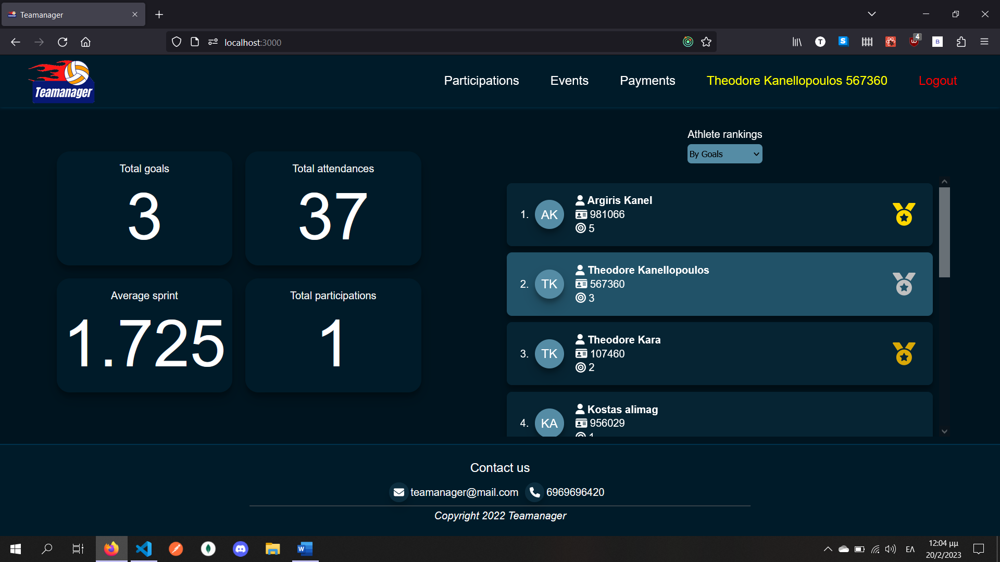 Teamanager
localhost:3000
T
S
4
B
Teamanager
Participations
Events
Payments
Theodore Kanellopoulos 567360
Logout
Total goals
3
Total attendances
37
Average sprint
1.725
Total participations
1
Athlete rankings
By Goals
1.
AK
Argiris Kanel
981066
5
2.
TK
Theodore Kanellopoulos
567360
3
3.
TK
Theodore Kara
107460
2
4.
KA
Kostas alimag
956029
1
Contact us
teamanager@mail.com
6969696420
Copyright 2022 Teamanager
W
ΕΛ
12:04 μμ
20/2/2023